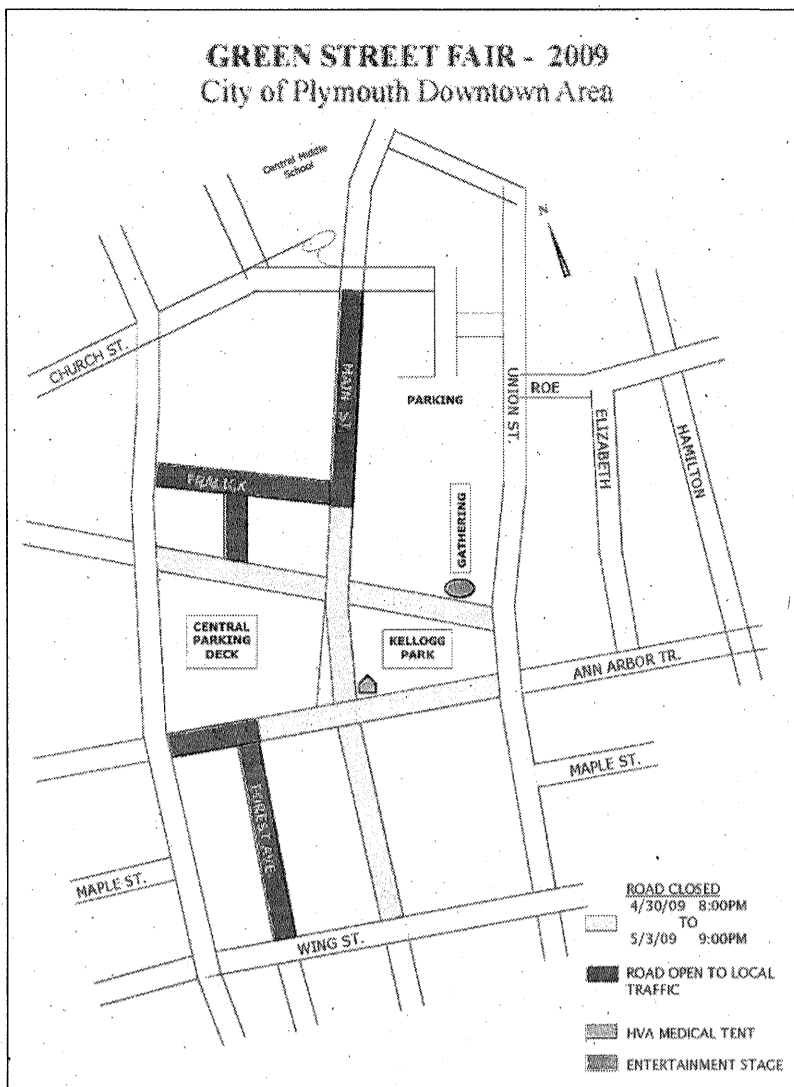 GREEN STREET FAIR - 2009
City of Plymouth Downtown Area
Central Middle
School
N
CHURCH ST.
MAIN ST
PARKING
UNION ST.
ROE
ELIZABETH
HAMILTON
FRALICK
GATHERING
CENTRAL
PARKING
DECK
KELLOGG
PARK
ANN ARBOR TR.
MAPLE ST.
FOREST AVE
MAPLE ST.
WING ST.
ROAD CLOSED
4/30/09 8:00PM
TO
5/3/09 9:00PM
ROAD OPEN TO LOCAL
TRAFFIC
HVA MEDICAL TENT
ENTERTAINMENT STAGE